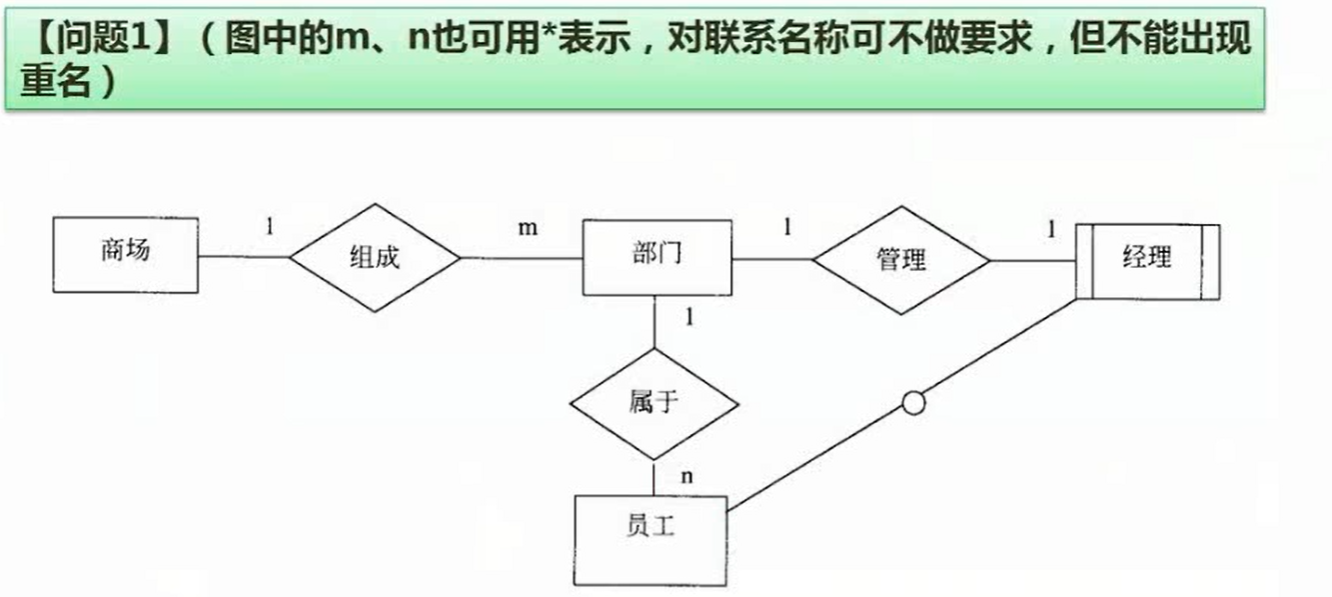 【问题1】（图中的m、n也可用*表示，对联系名称可不做要求，但不能出现
重名）
商场
1
组成
m
部门
1
管理
1
经理
1
属于
n
员工